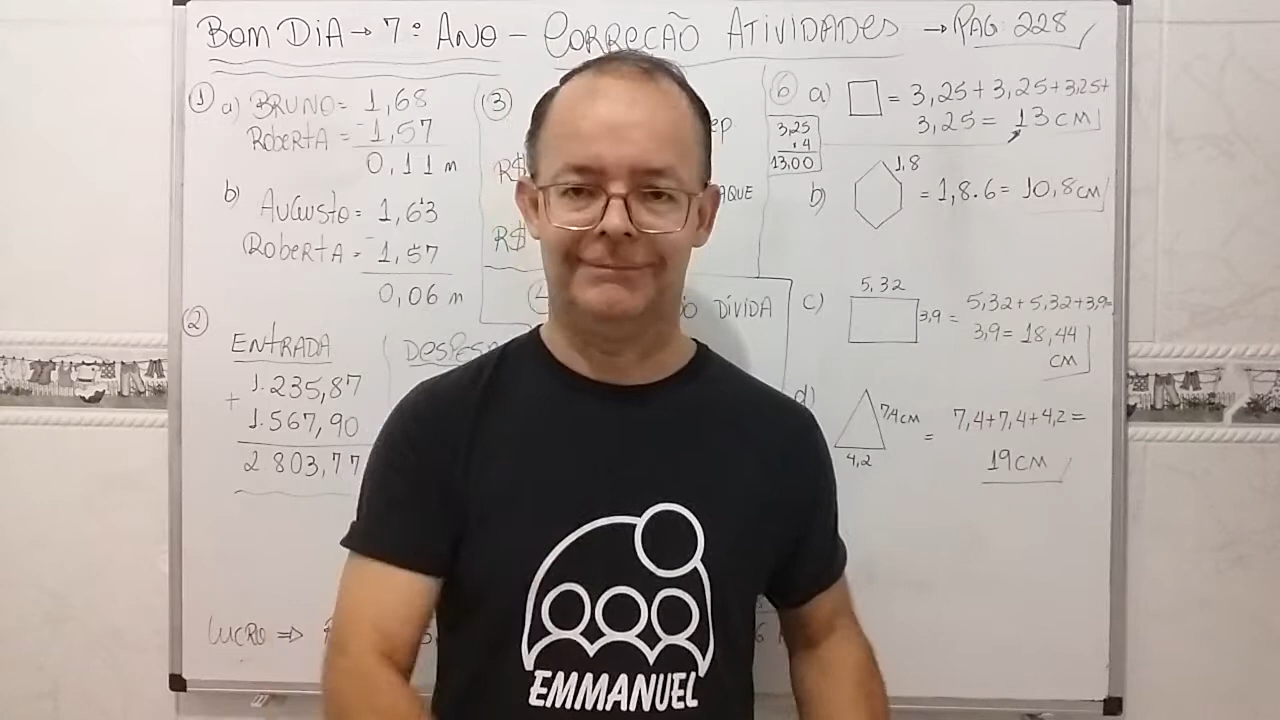 BOM DIA → 7º ANO - CORREÇÃO ATIVIDADES → PÁG: 228
① a) BRUNO = 1,68
ROBERTA = -1,57
0,11 m
b) AUGUSTO = 1,63
ROBERTA = -1,57
0,06 m
②
ENTRADA
1.235,87
+ 1.567,90
2.803,77
DESPESA
LUCRO ⇒
③
R$
AQUE
R$
DÍVIDA
⑥ a) = 3,25 + 3,25 + 3,25 +
3,25 = 13 CM
3,25
. 4
13,00
b) 1,8 = 1,8 . 6 = 10,8 CM
c) 5,32
3,9 = 5,32 + 5,32 + 3,9 +
3,9 = 18,44
CM
d) 7,4 CM
4,2
= 7,4 + 7,4 + 4,2 =
19 CM
EMMANUEL